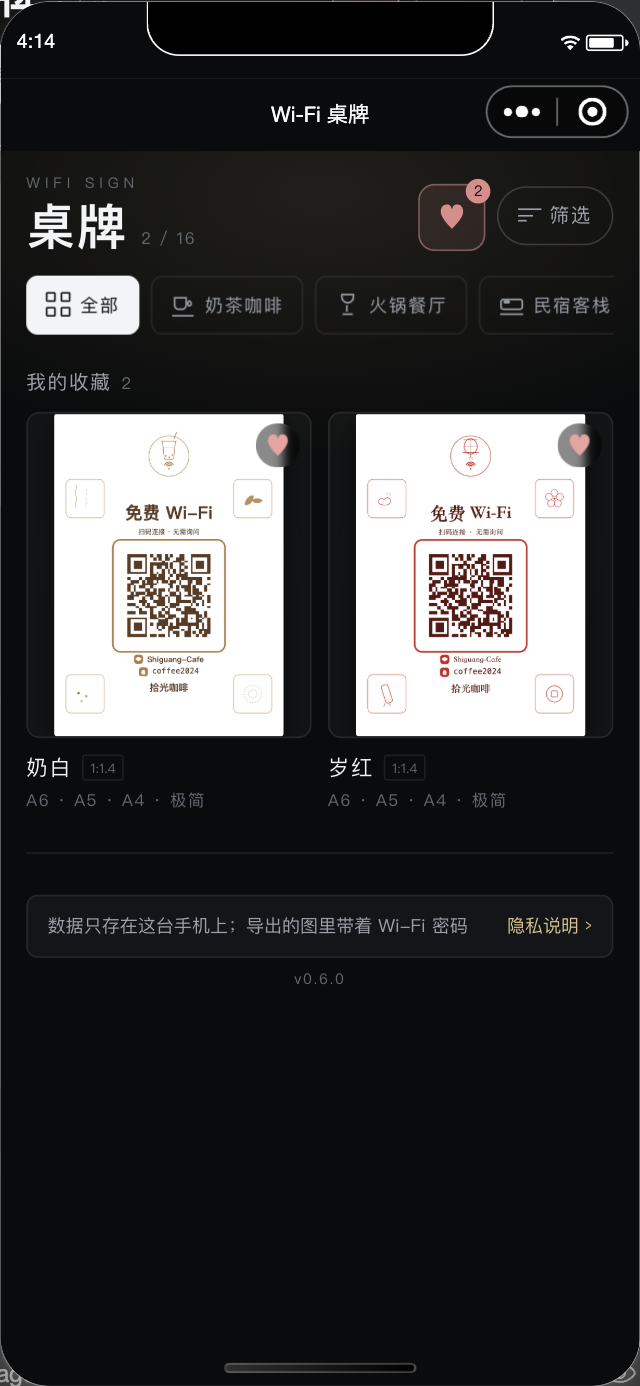 4:14
Wi-Fi 桌牌
WIFI SIGN
桌牌 2 / 16
2
筛选
全部
奶茶咖啡
火锅餐厅
民宿客栈
我的收藏 2
免费 Wi-Fi
扫码连接 · 无需询问
Shiguang-Cafe
coffee2024
拾光咖啡
免费 Wi-Fi
扫码连接 · 无需询问
Shiguang-Cafe
coffee2024
拾光咖啡
奶白 1:1.4
A6 · A5 · A4 · 极简
岁红 1:1.4
A6 · A5 · A4 · 极简
数据只存在这台手机上；导出的图里带着 Wi-Fi 密码
隐私说明 >
v0.6.0